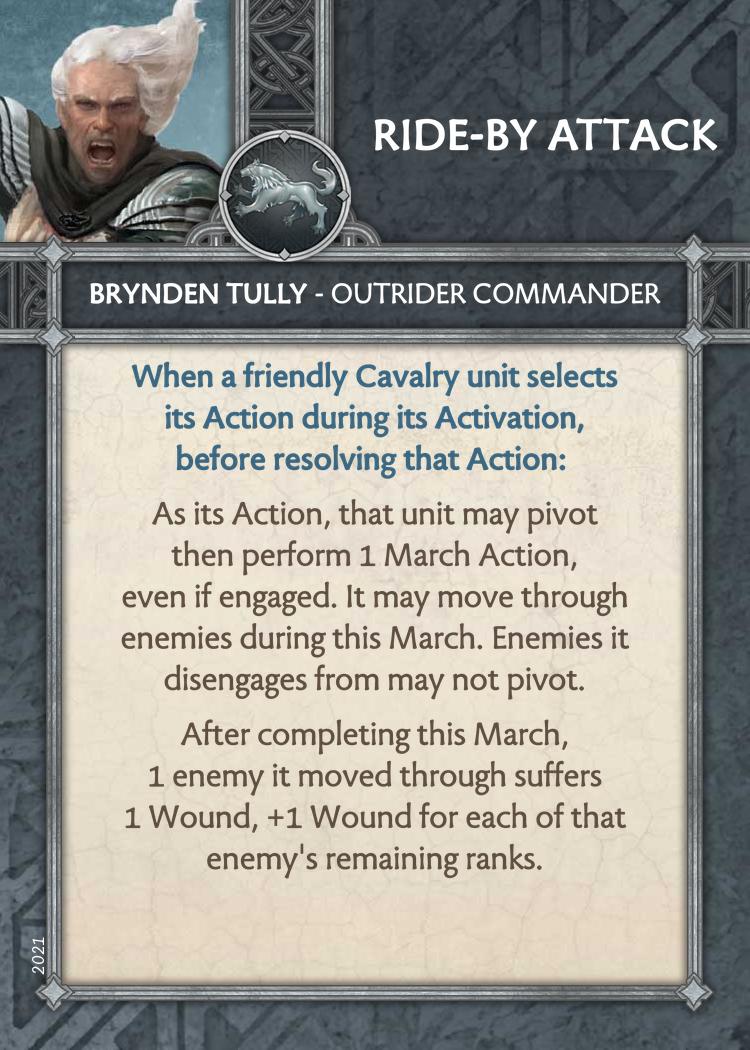 RIDE-BY ATTACK
BRYNDEN TULLY - OUTRIDER COMMANDER
When a friendly Cavalry unit selects
its Action during its Activation,
before resolving that Action:
As its Action, that unit may pivot
then perform 1 March Action,
even if engaged. It may move through
enemies during this March. Enemies it
disengages from may not pivot.
After completing this March,
1 enemy it moved through suffers
1 Wound, +1 Wound for each of that
enemy's remaining ranks.
2021